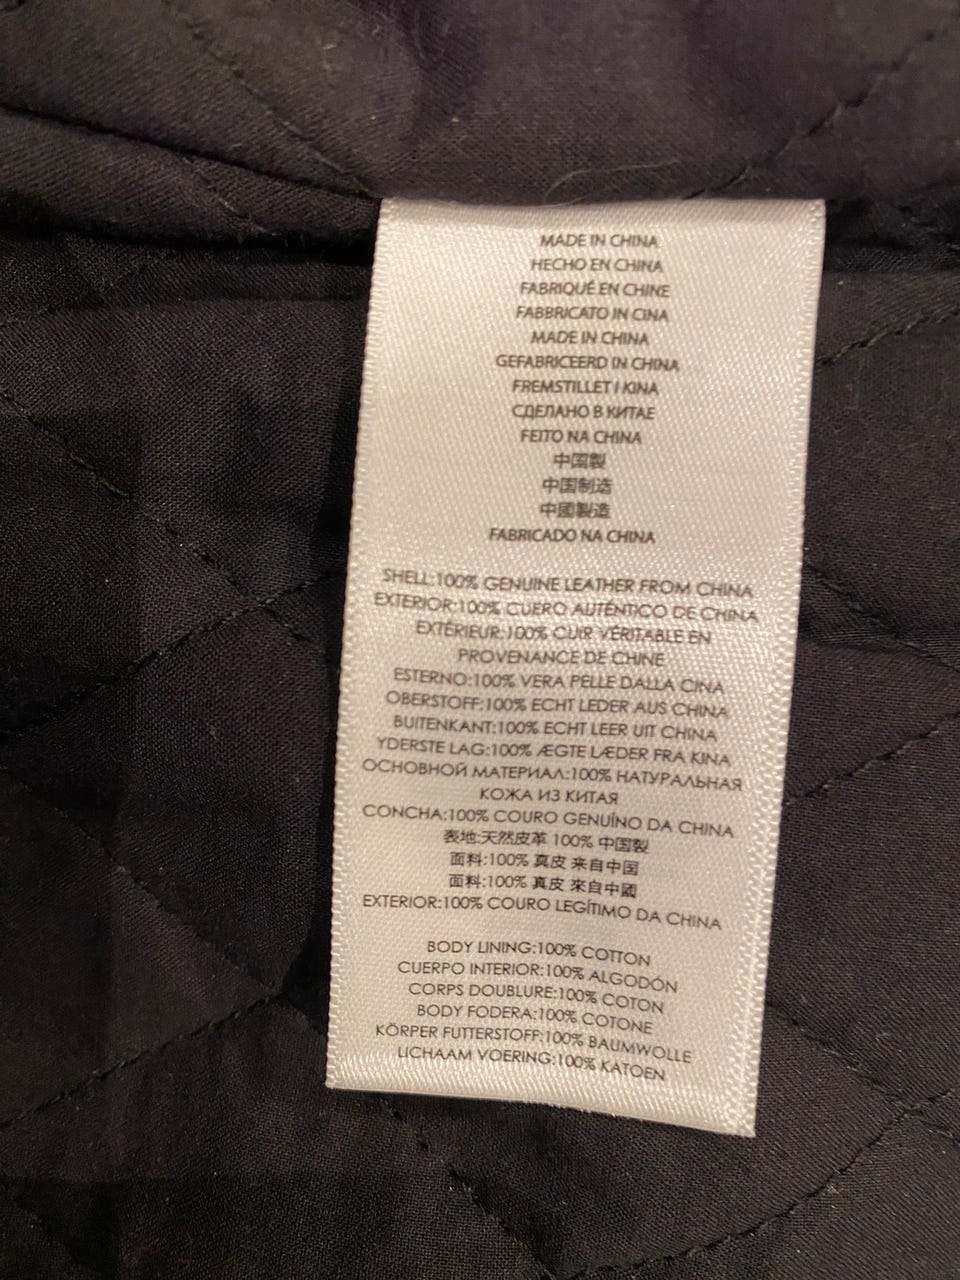 MADE IN CHINA
HECHO EN CHINA
FABRIQUÉ EN CHINE
FABBRICATO IN CINA
MADE IN CHINA
GEFABRICEERD IN CHINA
FREMSTILLET I KINA
СДЕЛАНО В КИТАЕ
FEITO NA CHINA
中国製
中国制造
中國製造
FABRICADO NA CHINA
SHELL:100% GENUINE LEATHER FROM CHINA
EXTERIOR:100% CUERO AUTÉNTICO DE CHINA
EXTÉRIEUR:100% CUIR VÉRITABLE EN
PROVENANCE DE CHINE
ESTERNO:100% VERA PELLE DALLA CINA
OBERSTOFF:100% ECHT LEDER AUS CHINA
BUITENKANT:100% ECHT LEER UIT CHINA
YDERSTE LAG:100% ÆGTE LÆDER FRA KINA
ОСНОВНОЙ МАТЕРИАЛ:100% НАТУРАЛЬНАЯ
КОЖА ИЗ КИТАЯ
CONCHA:100% COURO GENUÍNO DA CHINA
表地:天然皮革 100% 中国製
面料:100% 真皮 来自中国
面料:100% 真皮 來自中國
EXTERIOR:100% COURO LEGÍTIMO DA CHINA
BODY LINING:100% COTTON
CUERPO INTERIOR:100% ALGODÓN
CORPS DOUBLURE:100% COTON
BODY FODERA:100% COTONE
KÖRPER FUTTERSTOFF:100% BAUMWOLLE
LICHAAM VOERING:100% KATOEN